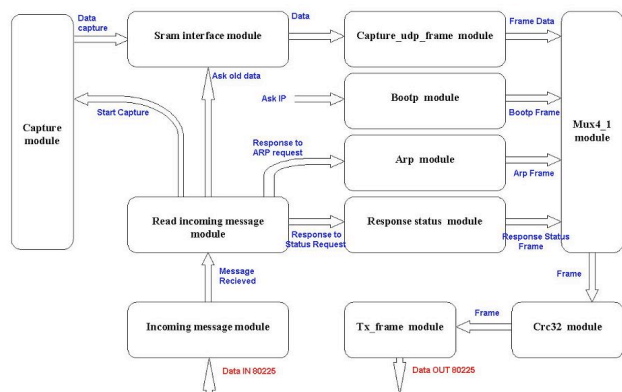 Data
capture
Sram interface module
Data
Capture_udp_frame module
Frame Data
Ask old data
Start Capture
Ask IP
Bootp module
Bootp Frame
Capture
module
Mux4_1
module
Response to
ARP request
Arp module
Arp Frame
Read incoming message
module
Response to
Status Request
Response status module
Response Status
Frame
Message
Recieved
Frame
Incoming message module
Tx_frame module
Frame
Crc32 module
Data IN 80225
Data OUT 80225